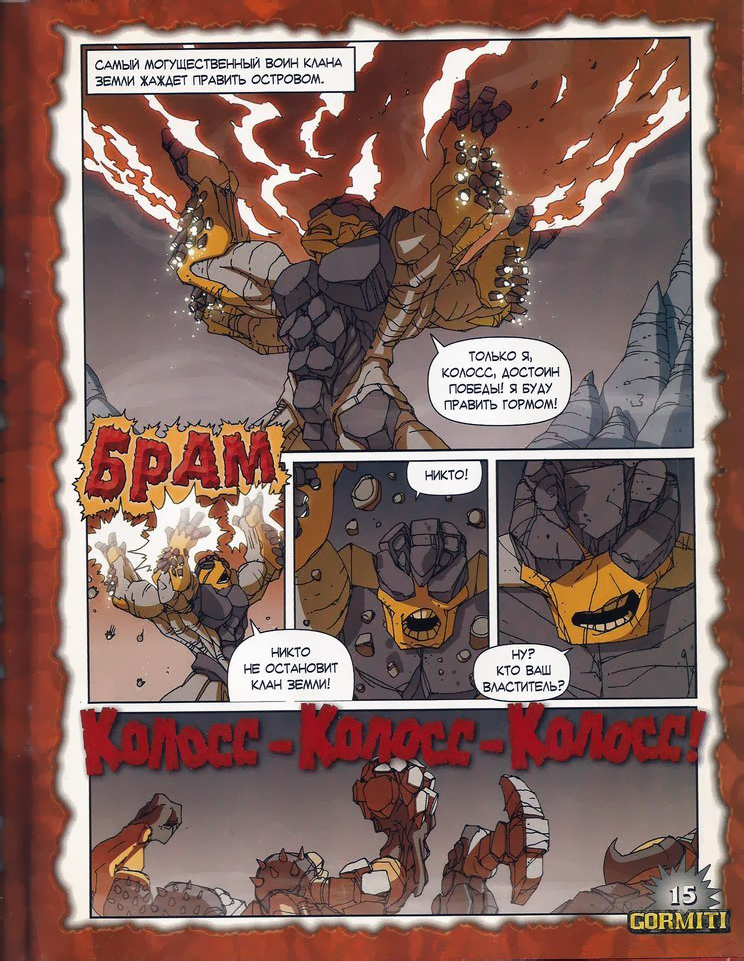 САМЫЙ МОГУЩЕСТВЕННЫЙ ВОИН КЛАНА
ЗЕМЛИ ЖАЖДЕТ ПРАВИТЬ ОСТРОВОМ.
ТОЛЬКО Я,
КОЛОСС, ДОСТОИН
ПОБЕДЫ! Я БУДУ
ПРАВИТЬ ГОРМОМ!
БРАМ
НИКТО
НЕ ОСТАНОВИТ
КЛАН ЗЕМЛИ!
НИКТО!
НУ?
КТО ВАШ
ВЛАСТИТЕЛЬ?
КОЛОСС – КОЛОСС – КОЛОСС!
15
GORMITI